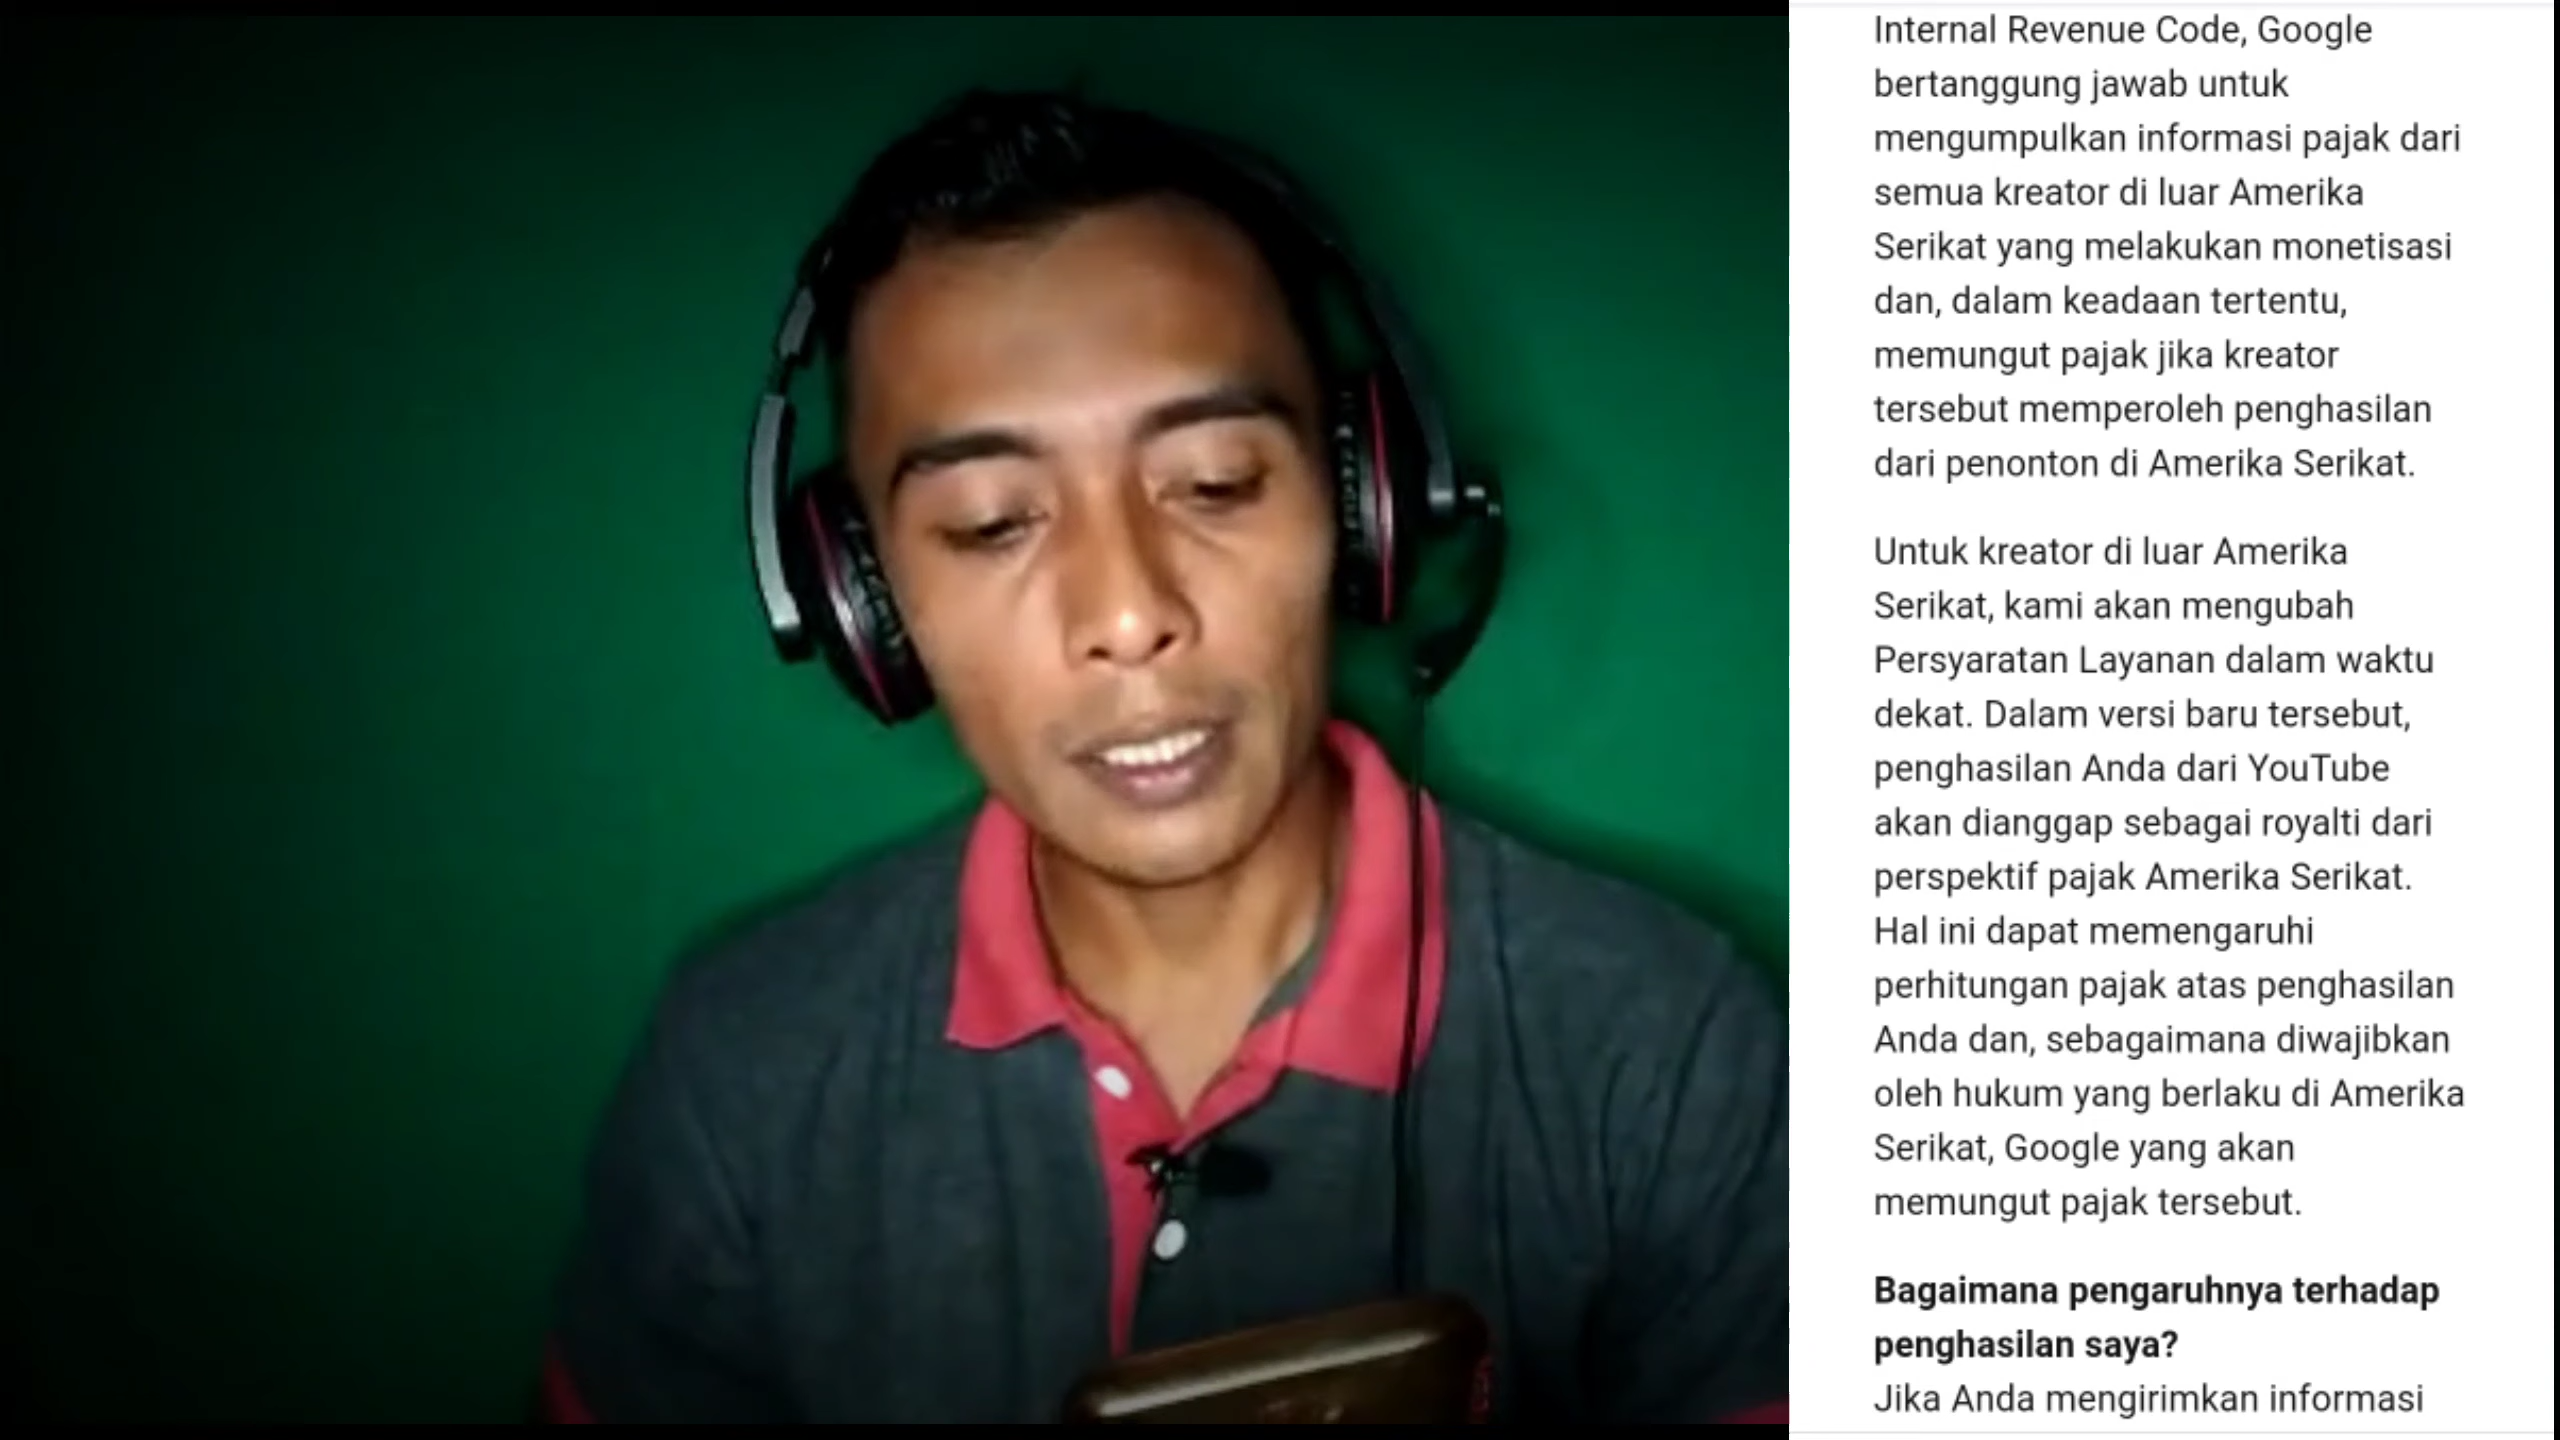 Internal Revenue Code, Google
bertanggung jawab untuk
mengumpulkan informasi pajak dari
semua kreator di luar Amerika
Serikat yang melakukan monetisasi
dan, dalam keadaan tertentu,
memungut pajak jika kreator
tersebut memperoleh penghasilan
dari penonton di Amerika Serikat.
Untuk kreator di luar Amerika
Serikat, kami akan mengubah
Persyaratan Layanan dalam waktu
dekat. Dalam versi baru tersebut,
penghasilan Anda dari YouTube
akan dianggap sebagai royalti dari
perspektif pajak Amerika Serikat.
Hal ini dapat memengaruhi
perhitungan pajak atas penghasilan
Anda dan, sebagaimana diwajibkan
oleh hukum yang berlaku di Amerika
Serikat, Google yang akan
memungut pajak tersebut.
Bagaimana pengaruhnya terhadap
penghasilan saya?
Jika Anda mengirimkan informasi